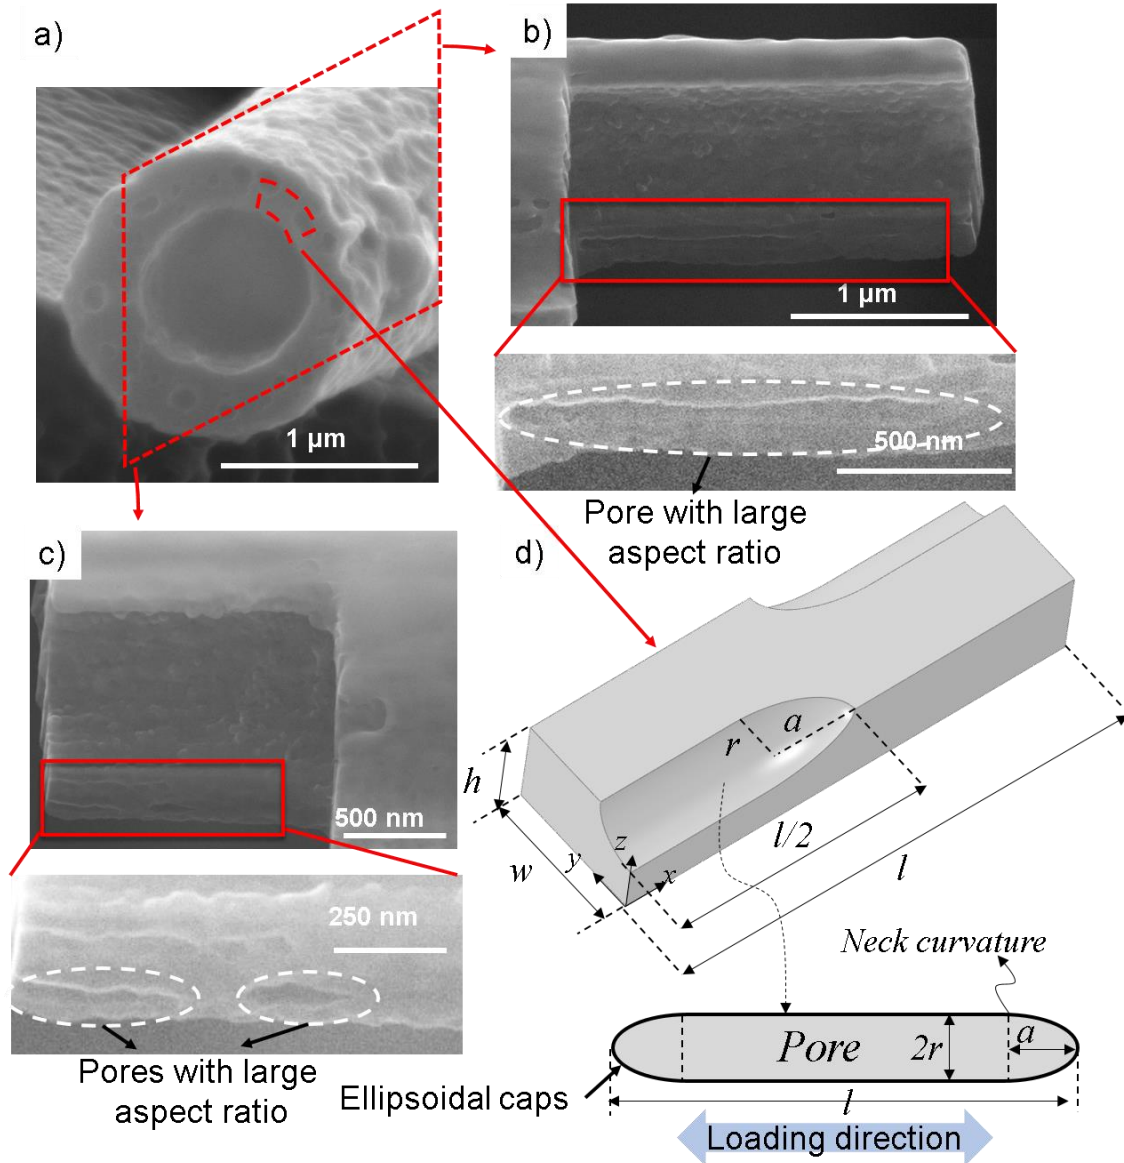 a)
1 µm
b)
1 µm
500 nm
Pore with large
aspect ratio
c)
500 nm
250 nm
Pores with large
aspect ratio
d)
a
r
h
w
z
y
x
l/2
l
Neck curvature
Pore
2r
a
Ellipsoidal caps
l
Loading direction